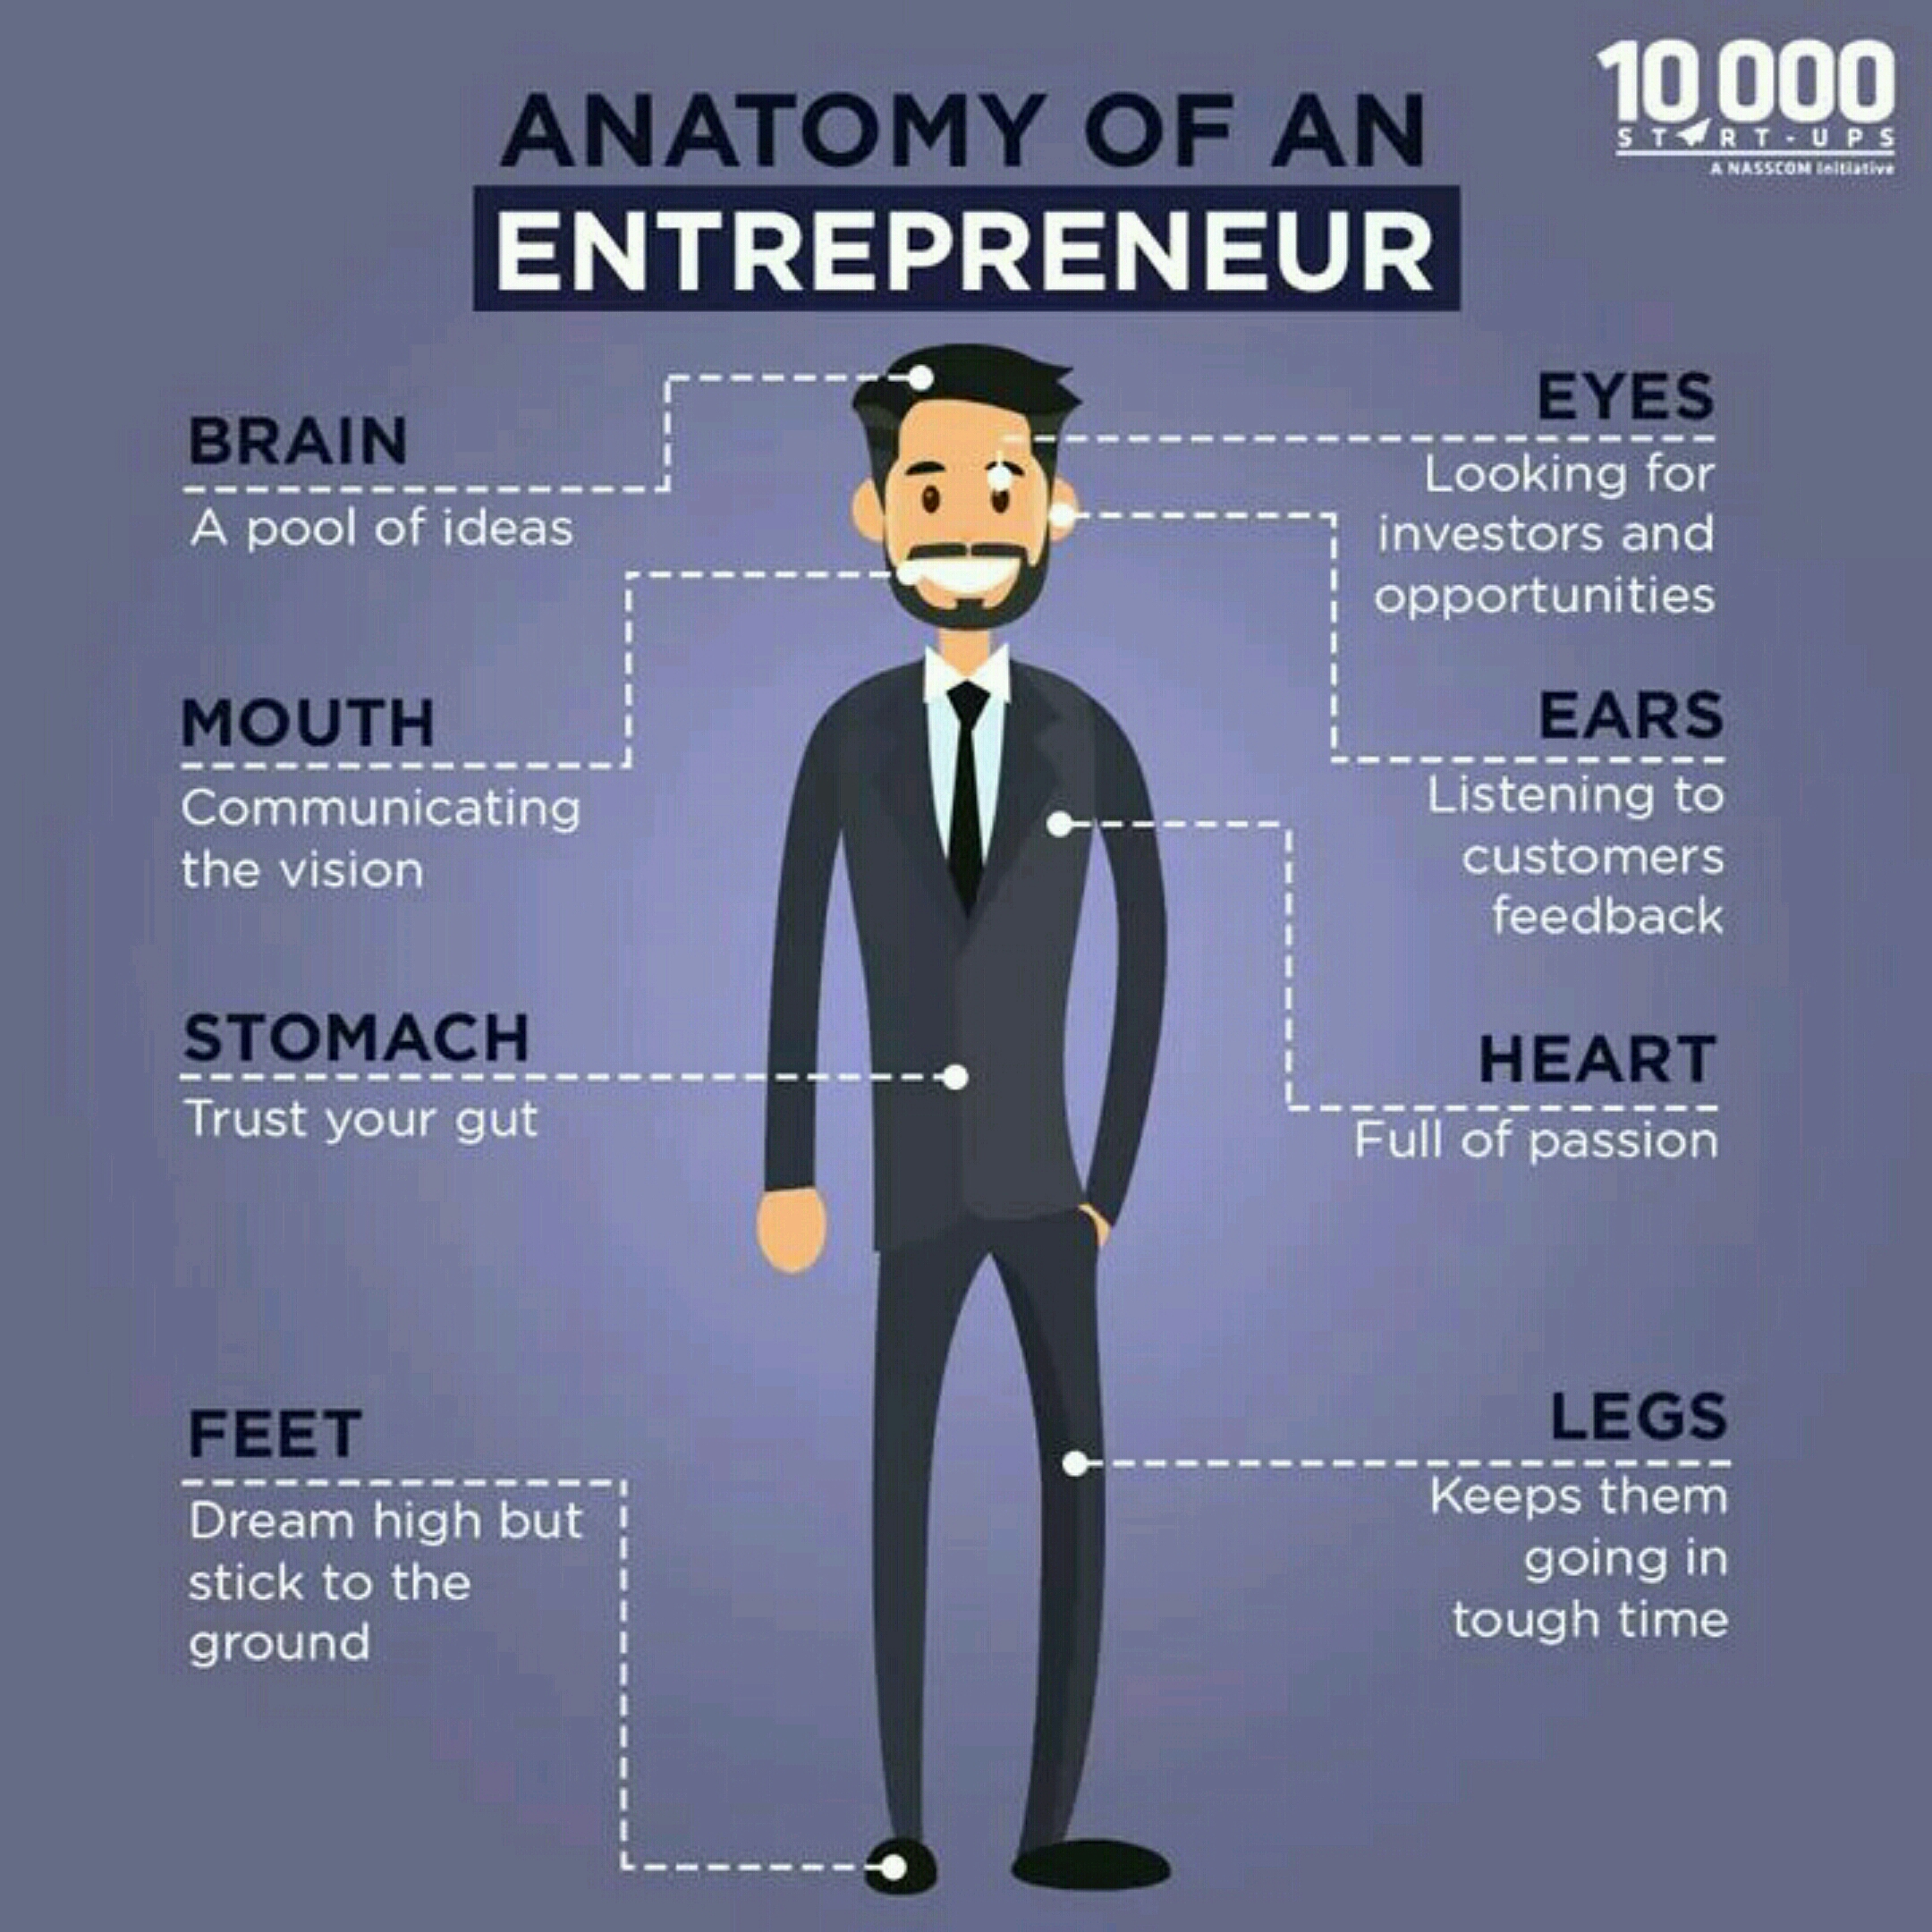 10,000
START-UPS
A NASSCOM Initiative
ANATOMY OF AN
ENTREPRENEUR
BRAIN
A pool of ideas
MOUTH
Communicating
the vision
STOMACH
Trust your gut
FEET
Dream high but
stick to the
ground
EYES
Looking for
investors and
opportunities
EARS
Listening to
customers
feedback
HEART
Full of passion
LEGS
Keeps them
going in
tough time